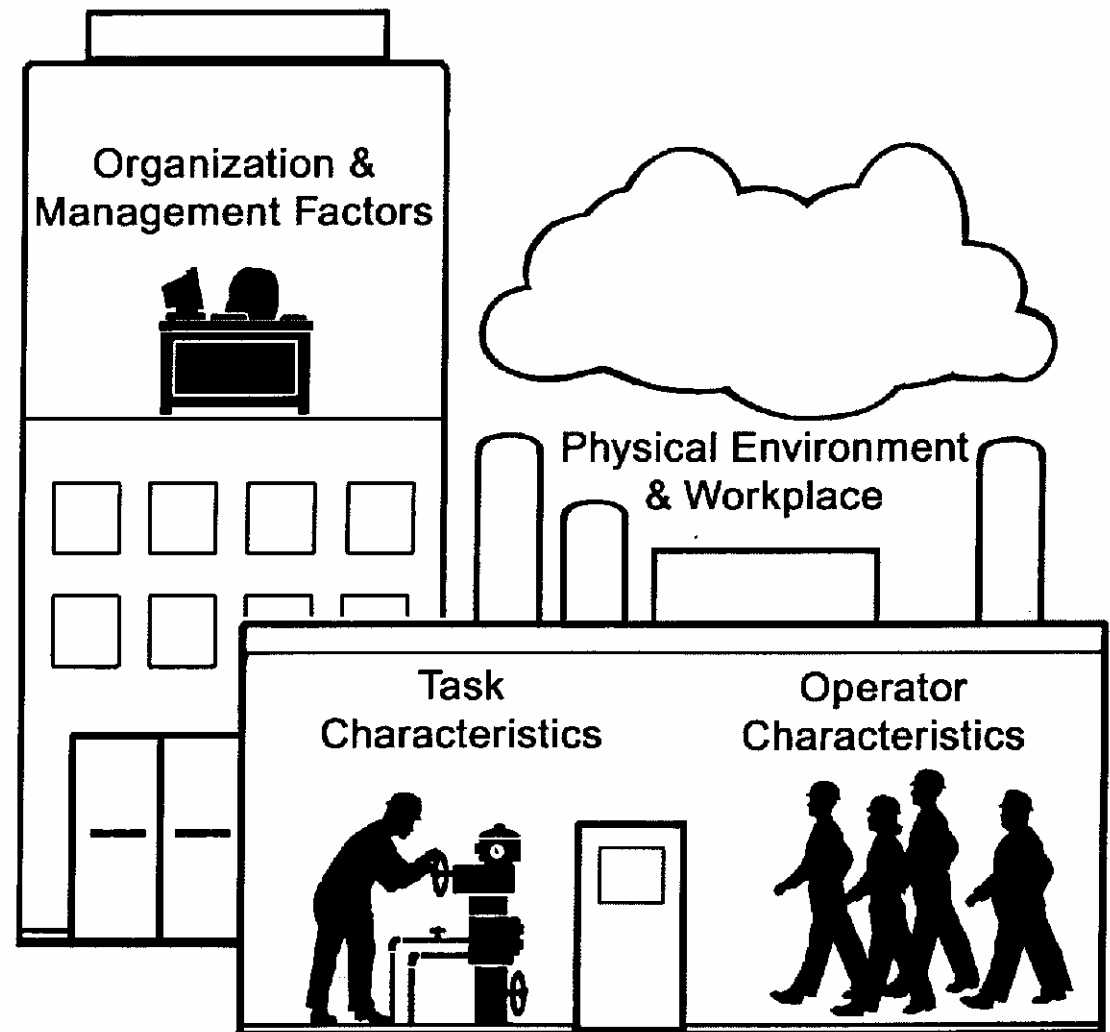 Organization &
Management Factors
Physical Environment
& Workplace
Task
Characteristics
Operator
Characteristics